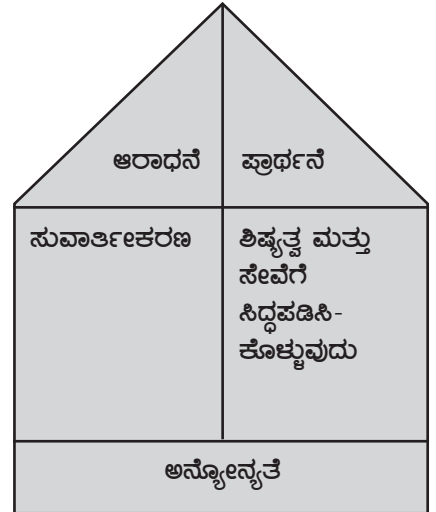 ಆರಾಧನೆ
ಪ್ರಾರ್ಥನೆ
ಸುವಾರ್ತೀಕರಣ
ಶಿಷ್ಯತ್ವ ಮತ್ತು
ಸೇವೆಗೆ
ಸಿದ್ಧಪಡಿಸಿ-
ಕೊಳ್ಳುವುದು
ಅನ್ಯೋನ್ಯತೆ